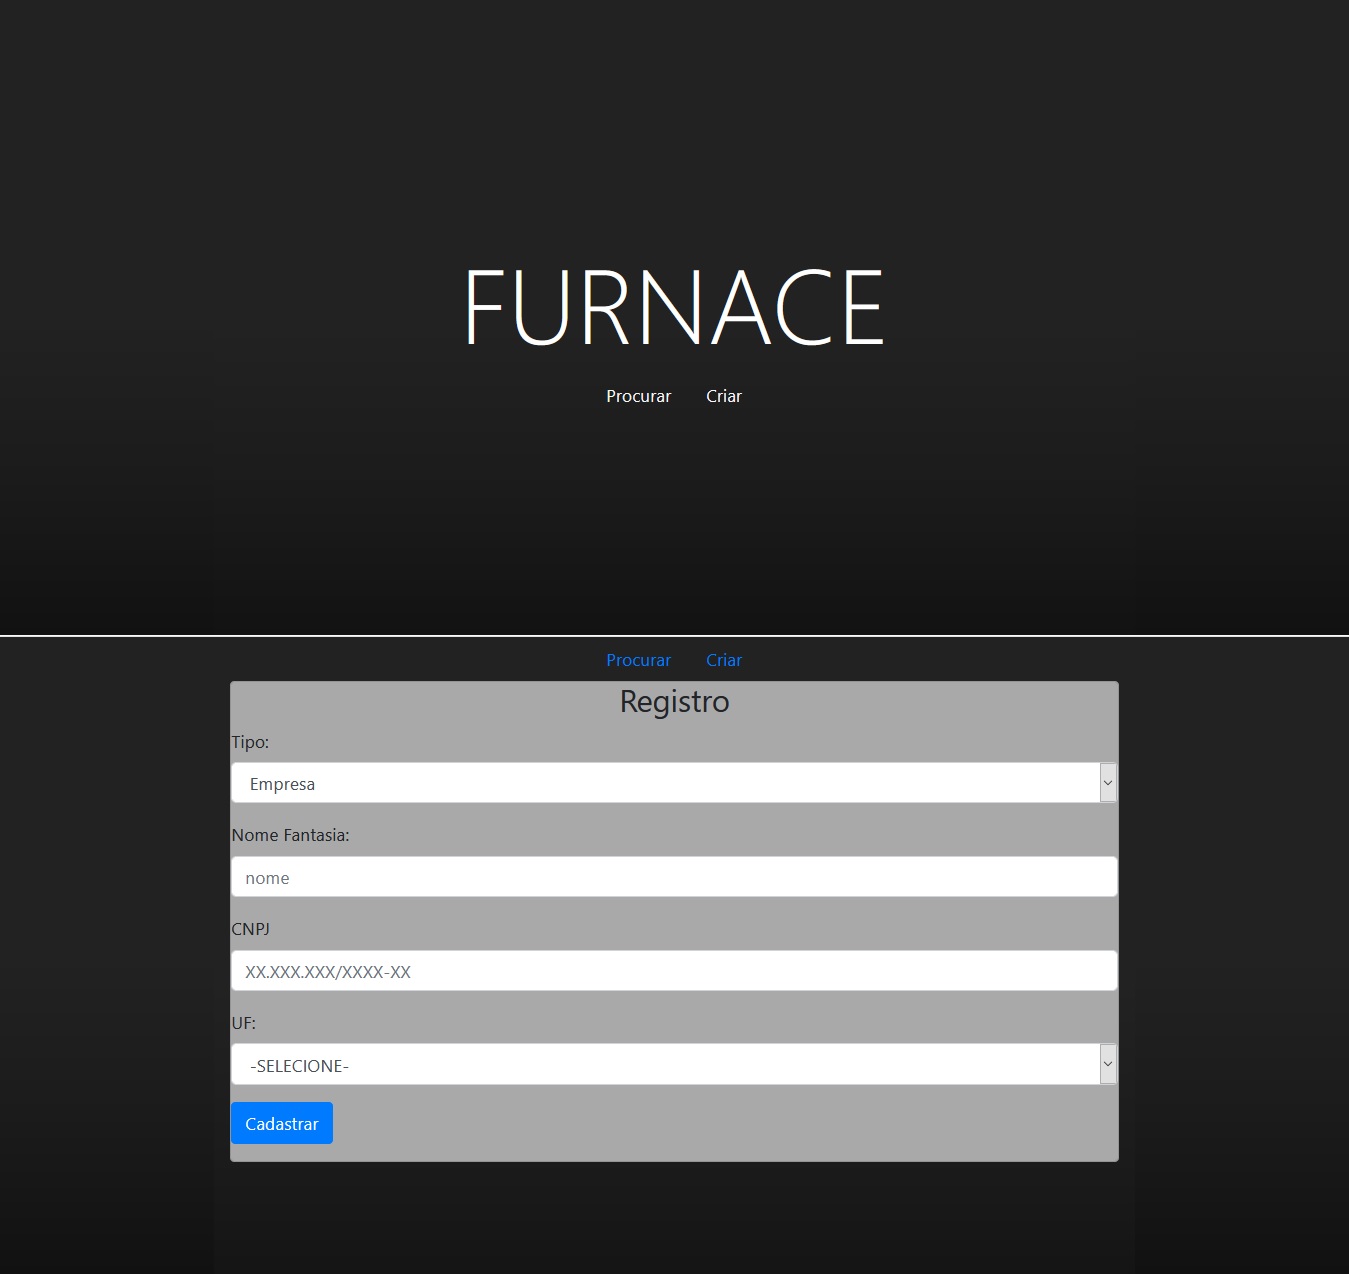 FURNACE
Procurar Criar
Procurar Criar
Registro
Tipo:
Empresa
Nome Fantasia:
nome
CNPJ
XX.XXX.XXX/XXXX-XX
UF:
-SELECIONE-
Cadastrar